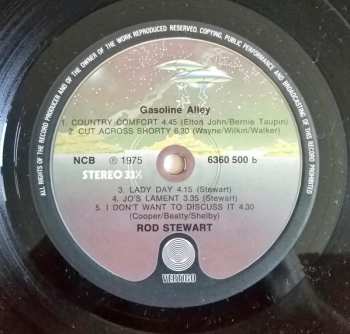 ALL RIGHTS OF THE RECORD PRODUCER AND OF THE OWNER OF THE WORK REPRODUCED RESERVED. COPYING, PUBLIC PERFORMANCE AND BROADCASTING OF THIS RECORD PROHIBITED
Gasoline Alley
1. COUNTRY COMFORT 4.45 (Elton John/Bernie Taupin)
2. CUT ACROSS SHORTY 6.30 (Wayne/Wilkin/Walker)
NCB ℗ 1975 6360 500 b
STEREO 33
3. LADY DAY 4.15 (Stewart)
4. JO'S LAMENT 3.35 (Stewart)
5. I DON'T WANT TO DISCUSS IT 4.30
(Cooper/Beatty/Shelby)
ROD STEWART
VERTIGO